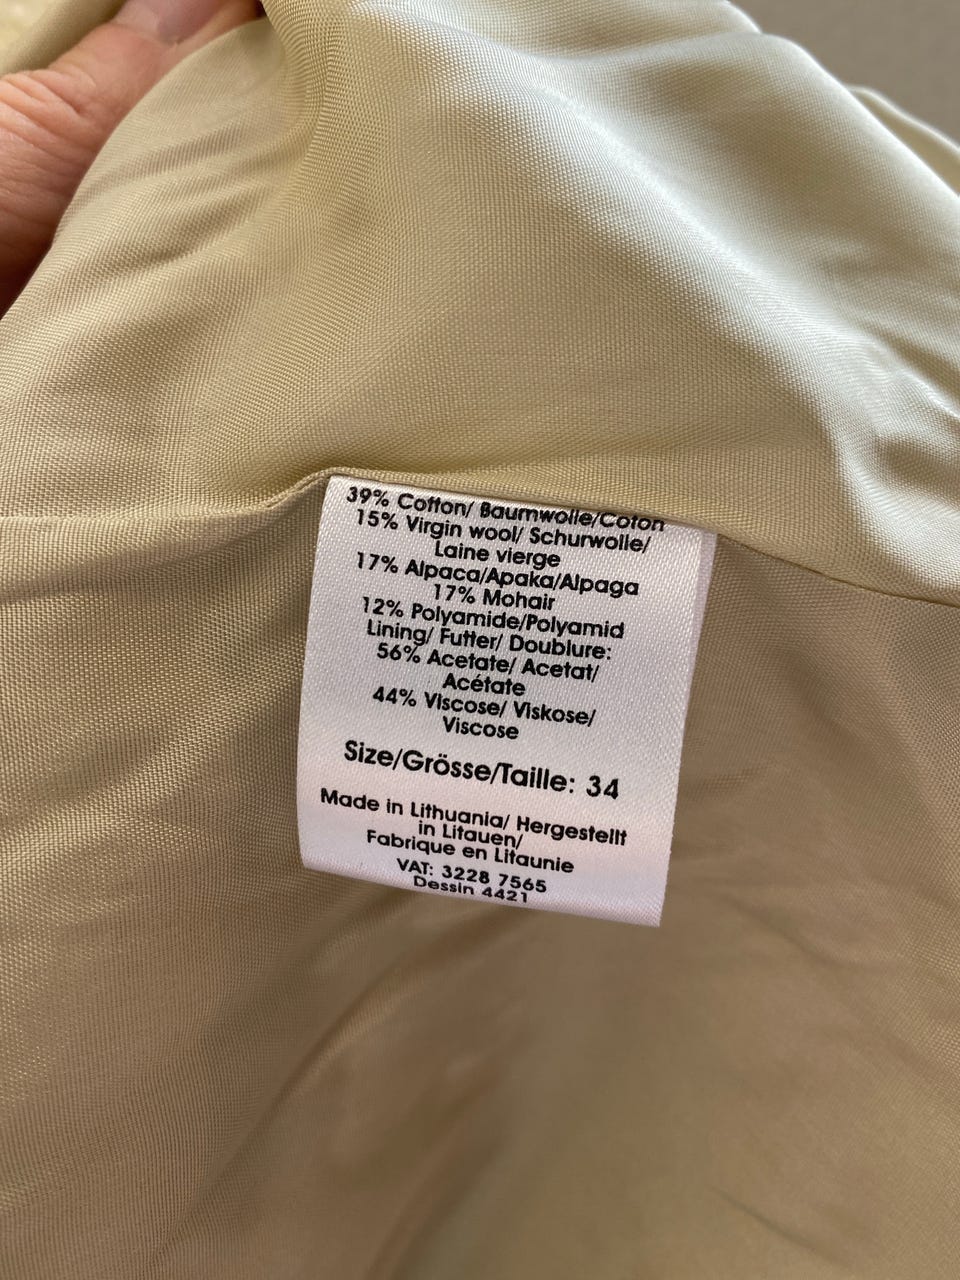 39% Cotton/ Baumwolle/Coton
15% Virgin wool/ Schurwolle/
Laine vierge
17% Alpaca/Apaka/Alpaga
17% Mohair
12% Polyamide/Polyamid
Lining/ Futter/ Doublure:
56% Acetate/ Acetat/
Acétate
44% Viscose/ Viskose/
Viscose
Size/Grösse/Taille: 34
Made in Lithuania/ Hergestellt
in Litauen/
Fabrique en Litaunie
VAT: 3228 7565
Dessin 4421